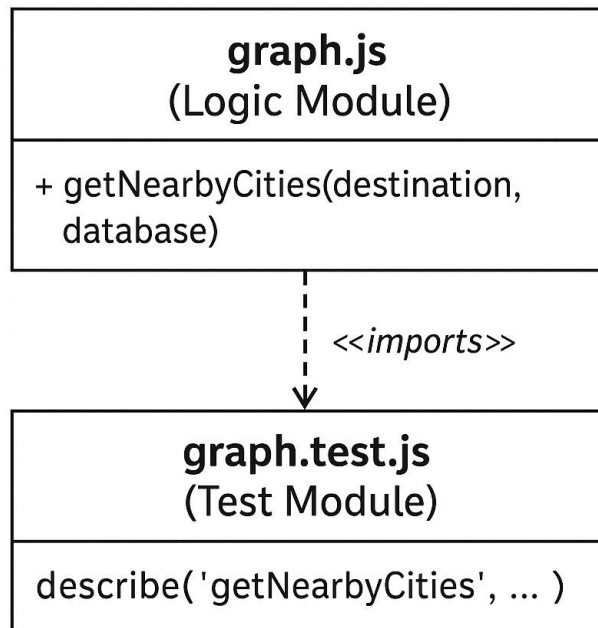 graph.js
(Logic Module)
+ getNearbyCities(destination,
database)
<<imports>>
graph.test.js
(Test Module)
describe('getNearbyCities', ... )